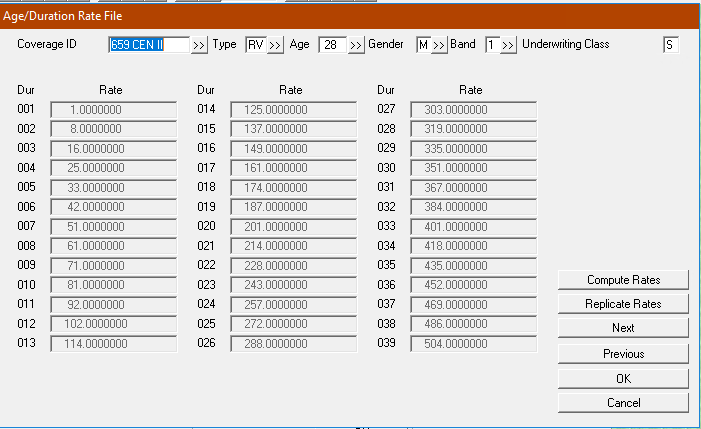 Age/Duration Rate File
Coverage ID 659 CEN II >> Type RV >> Age 28 >> Gender M >> Band 1 >> Underwriting Class S
Dur Rate Dur Rate Dur Rate
001 1.0000000 014 125.0000000 027 303.0000000
002 8.0000000 015 137.0000000 028 319.0000000
003 16.0000000 016 149.0000000 029 335.0000000
004 25.0000000 017 161.0000000 030 351.0000000
005 33.0000000 018 174.0000000 031 367.0000000
006 42.0000000 019 187.0000000 032 384.0000000
007 51.0000000 020 201.0000000 033 401.0000000
008 61.0000000 021 214.0000000 034 418.0000000
009 71.0000000 022 228.0000000 035 435.0000000
010 81.0000000 023 243.0000000 036 452.0000000
011 92.0000000 024 257.0000000 037 469.0000000
012 102.0000000 025 272.0000000 038 486.0000000
013 114.0000000 026 288.0000000 039 504.0000000
Compute Rates
Replicate Rates
Next
Previous
OK
Cancel